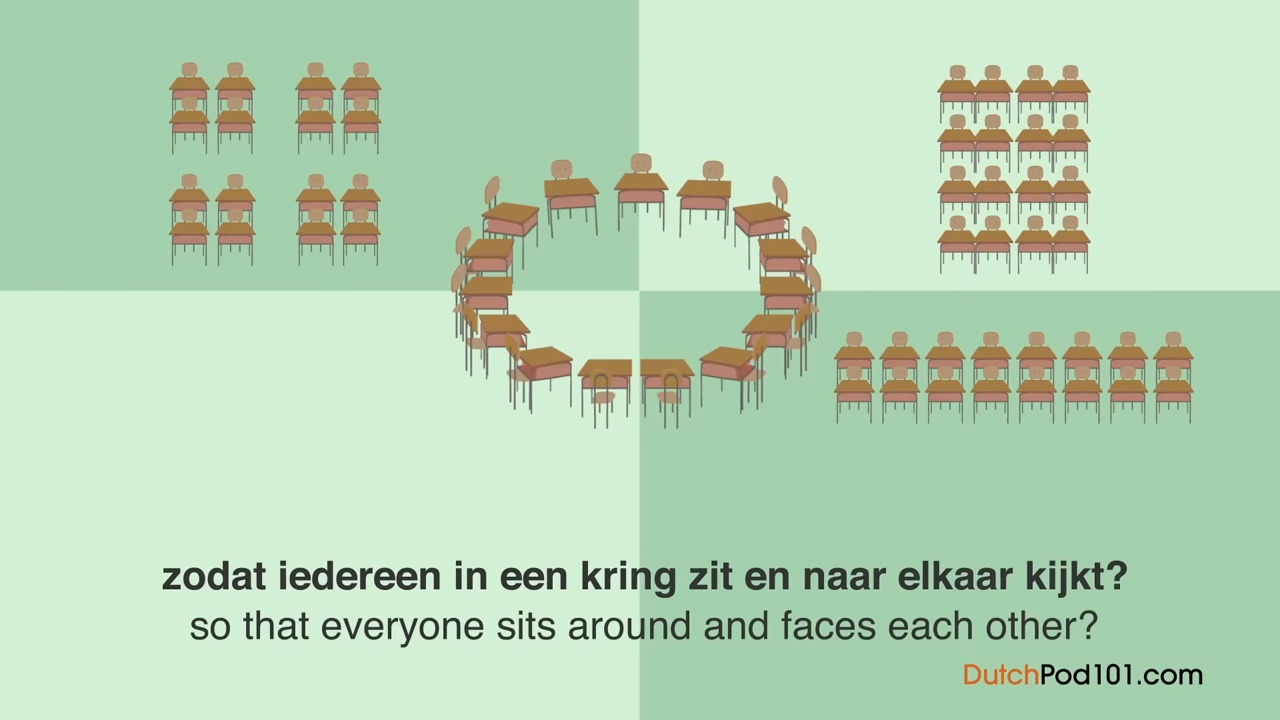 zodat iedereen in een kring zit en naar elkaar kijkt?
so that everyone sits around and faces each other?
DutchPod101.com